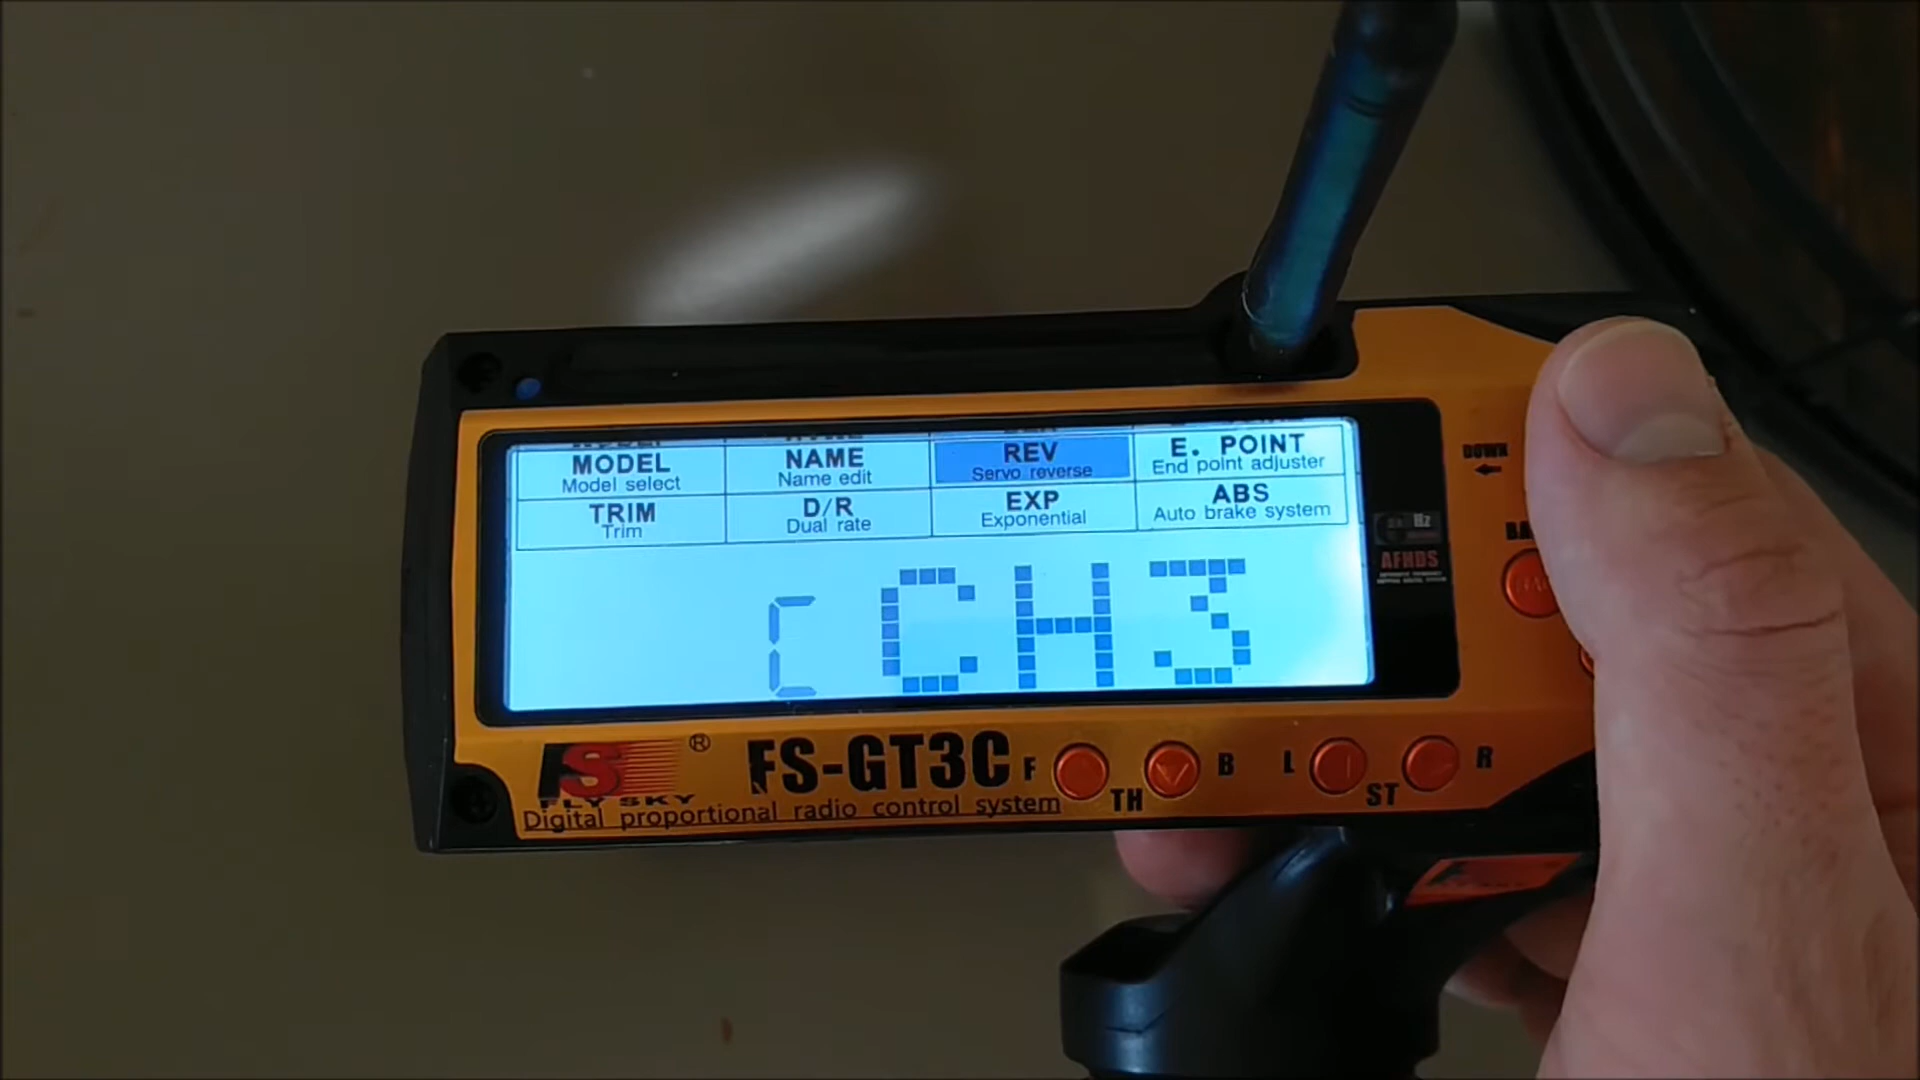 MODEL NAME REV E. POINT
Model select Name edit Servo reverse End point adjuster
TRIM D/R EXP ABS
Trim Dual rate Exponential Auto brake system
[CH3
DOWN
Hz
AFHDS
FS ®
FLY SKY
FS-GT3C
Digital proportional radio control system
F TH B L ST R